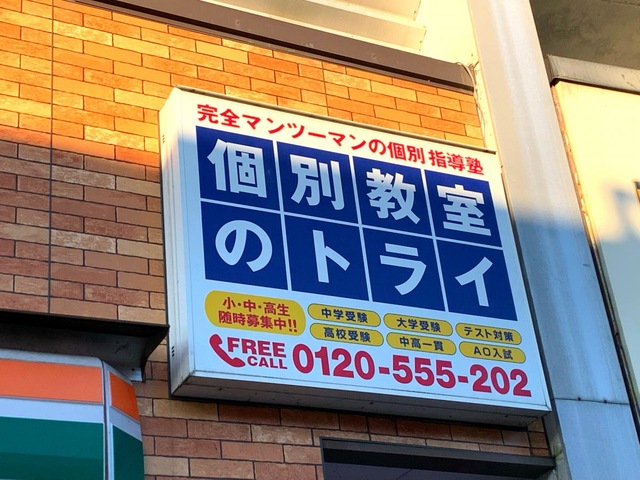 完全マンツーマンの個別指導塾
個別教室
のトライ
小・中・高生
随時募集中!!
中学受験 大学受験 テスト対策
高校受験 中高一貫 AO入試
FREE
CALL
0120-555-202